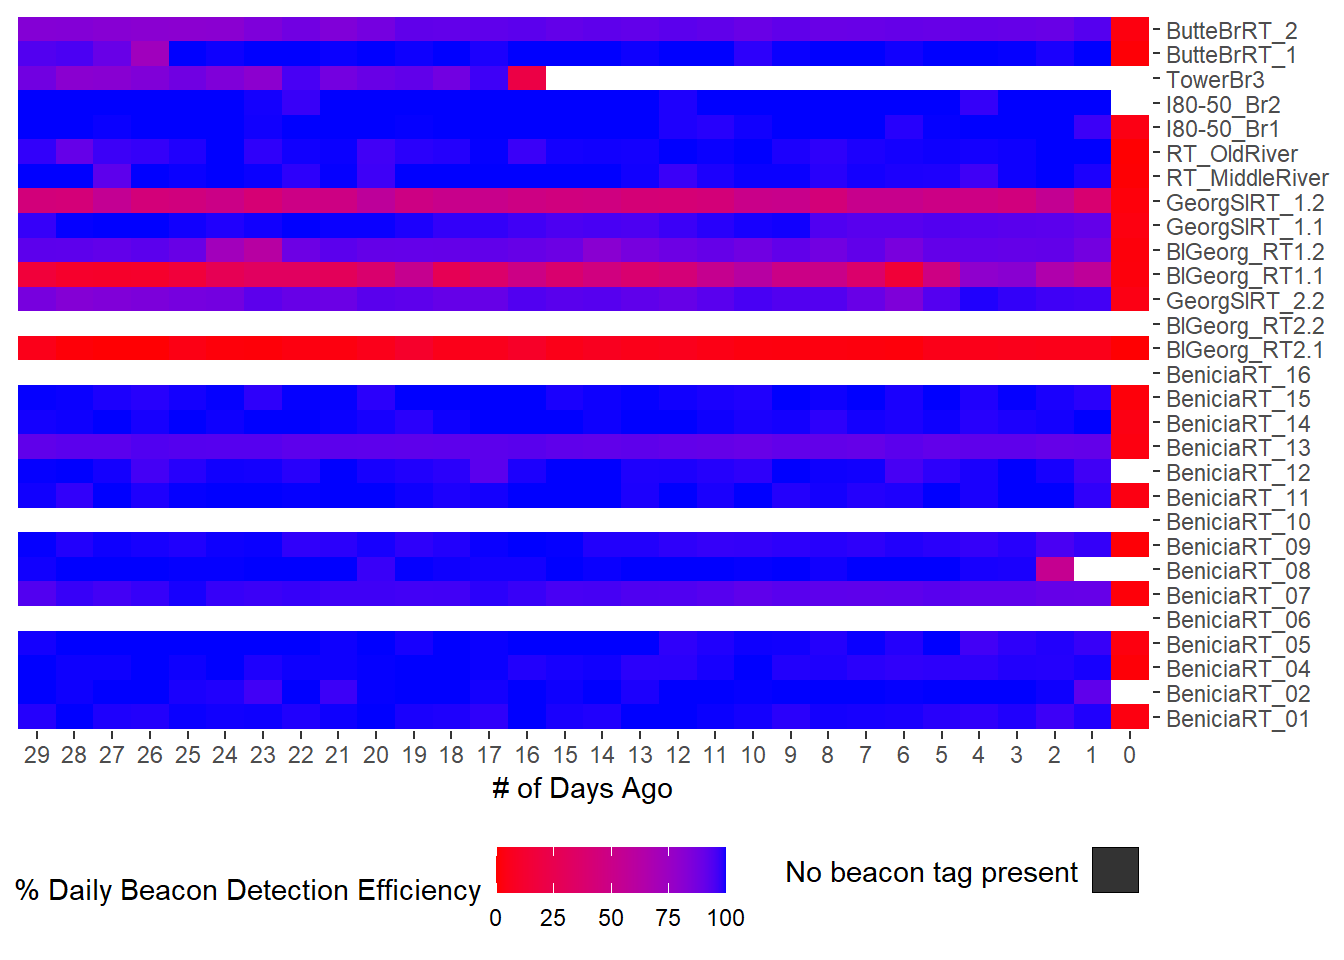 ButteBrRT_2
ButteBrRT_1
TowerBr3
I80-50_Br2
I80-50_Br1
RT_OldRiver
RT_MiddleRiver
GeorgSlRT_1.2
GeorgSlRT_1.1
BlGeorg_RT1.2
BlGeorg_RT1.1
GeorgSlRT_2.2
BlGeorg_RT2.2
BlGeorg_RT2.1
BeniciaRT_16
BeniciaRT_15
BeniciaRT_14
BeniciaRT_13
BeniciaRT_12
BeniciaRT_11
BeniciaRT_10
BeniciaRT_09
BeniciaRT_08
BeniciaRT_07
BeniciaRT_06
BeniciaRT_05
BeniciaRT_04
BeniciaRT_02
BeniciaRT_01
29 28 27 26 25 24 23 22 21 20 19 18 17 16 15 14 13 12 11 10 9 8 7 6 5 4 3 2 1 0
# of Days Ago
% Daily Beacon Detection Efficiency
0 25 50 75 100
No beacon tag present